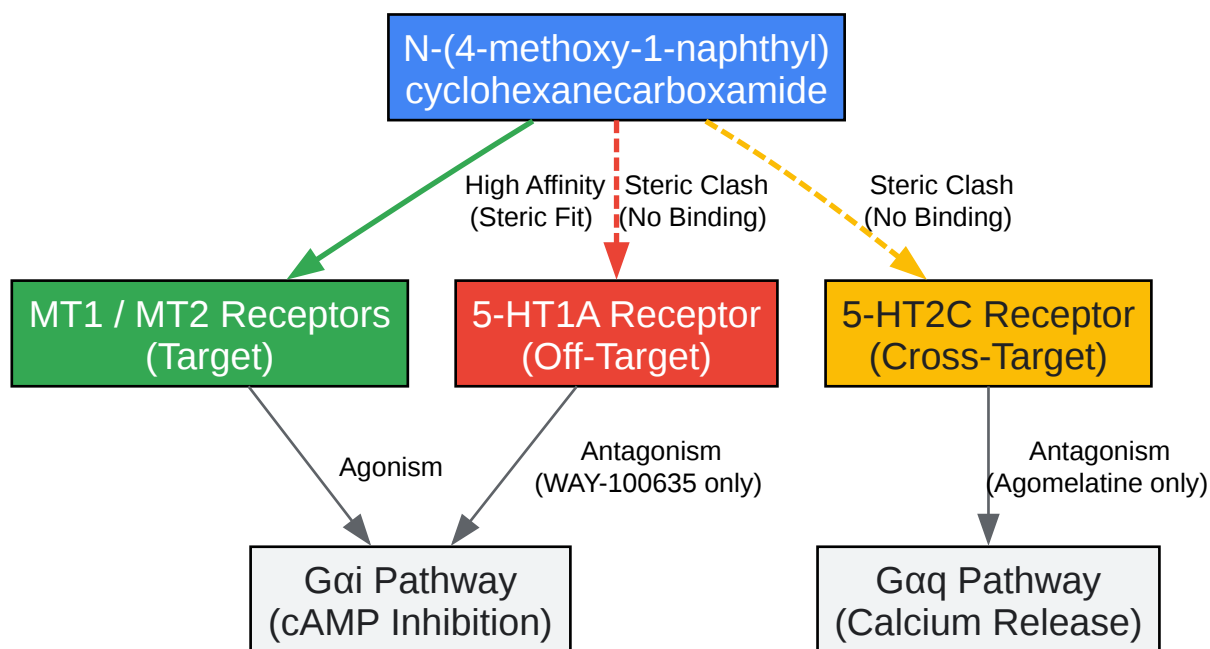 N-(4-methoxy-1-naphthyl)
cyclohexanecarboxamide
High Affinity
(Steric Fit)
Steric Clash
(No Binding)
Steric Clash
(No Binding)
MT1 / MT2 Receptors
(Target)
5-HT1A Receptor
(Off-Target)
5-HT2C Receptor
(Cross-Target)
Agonism
Antagonism
(WAY-100635 only)
Antagonism
(Agomelatine only)
Gαi Pathway
(cAMP Inhibition)
Gαq Pathway
(Calcium Release)